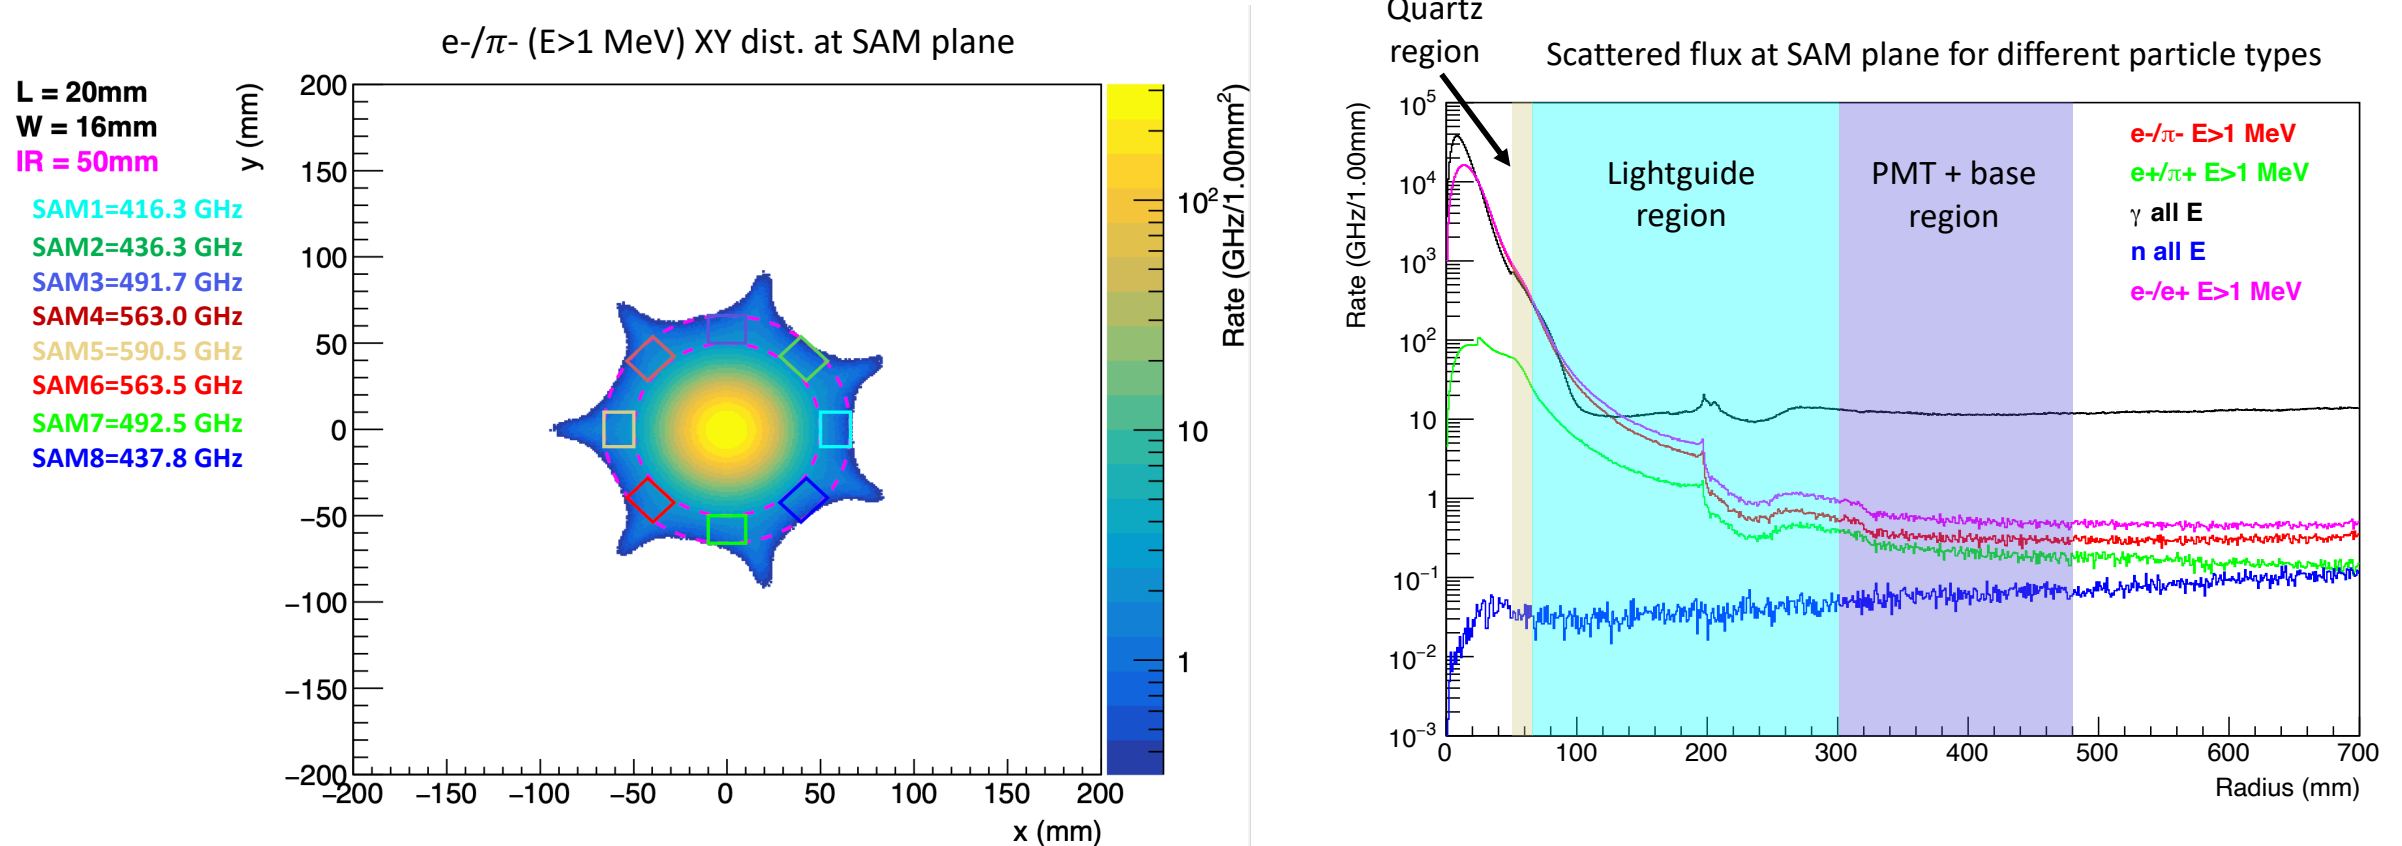 e-/π- (E>1 MeV) XY dist. at SAM plane
L = 20mm
W = 16mm
IR = 50mm
SAM1=416.3 GHz
SAM2=436.3 GHz
SAM3=491.7 GHz
SAM4=563.0 GHz
SAM5=590.5 GHz
SAM6=563.5 GHz
SAM7=492.5 GHz
SAM8=437.8 GHz
y (mm)
200
150
100
50
0
−50
−100
−150
−200
−200 −150 −100 −50 0 50 100 150 200
x (mm)
10²
10
1
Rate (GHz/1.00mm²)
Quartz
region
Scattered flux at SAM plane for different particle types
Rate (GHz/1.00mm)
10⁵
10⁴
10³
10²
10
1
10⁻¹
10⁻²
10⁻³
Lightguide
region
PMT + base
region
e-/π- E>1 MeV
e+/π+ E>1 MeV
γ all E
n all E
e-/e+ E>1 MeV
0 100 200 300 400 500 600 700
Radius (mm)